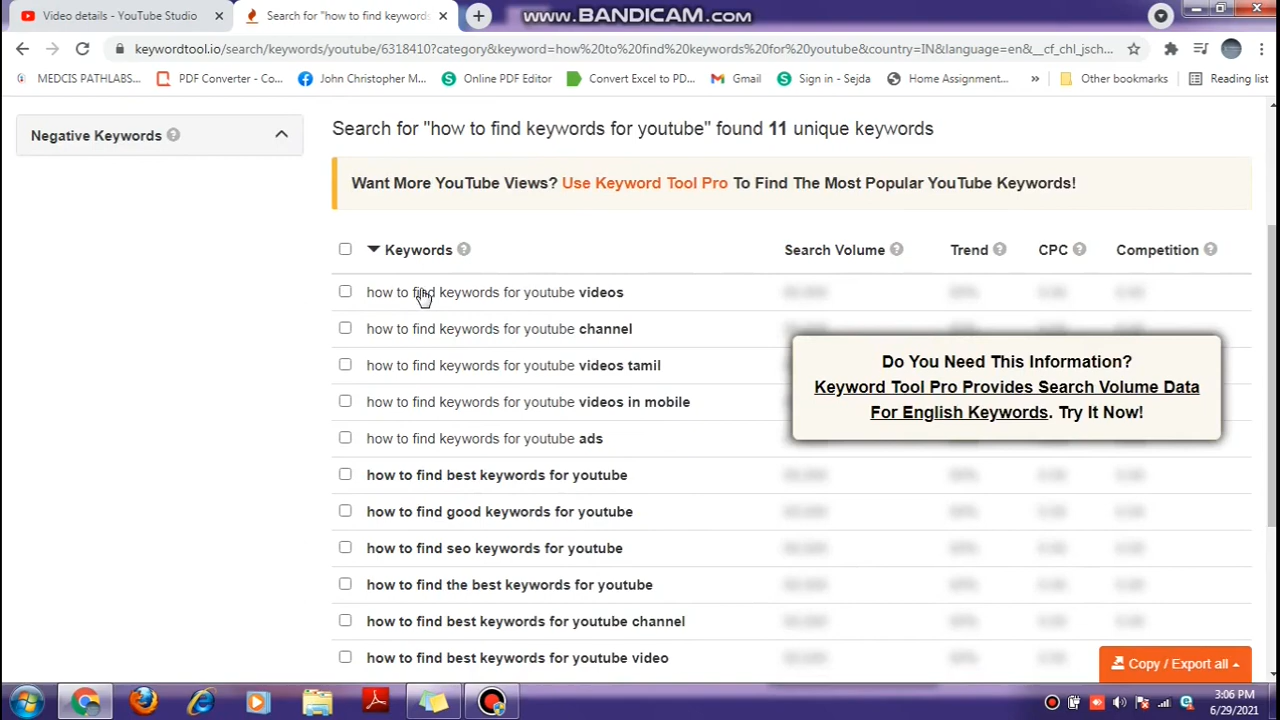 Video details - YouTube Studio
Search for "how to find keyword
www.BANDICAM.com
keywordtool.io/search/keywords/youtube/6318410?category&keyword=how%20to%20find%20keywords%20for%20youtube&country=IN&language=en&__cf_chl_jsch...
MEDCIS PATHLABS...
PDF Converter - Co...
John Christopher M...
Online PDF Editor
Convert Excel to PD...
Gmail
Sign in - Sejda
Home Assignment...
»
Other bookmarks
Reading list
Negative Keywords ?
Search for "how to find keywords for youtube" found 11 unique keywords
Want More YouTube Views? Use Keyword Tool Pro To Find The Most Popular YouTube Keywords!
Keywords ? Search Volume ? Trend ? CPC ? Competition ?
how to find keywords for youtube videos
how to find keywords for youtube channel
how to find keywords for youtube videos tamil
how to find keywords for youtube videos in mobile
how to find keywords for youtube ads
how to find best keywords for youtube
how to find good keywords for youtube
how to find seo keywords for youtube
how to find the best keywords for youtube
how to find best keywords for youtube channel
how to find best keywords for youtube video
Do You Need This Information?
Keyword Tool Pro Provides Search Volume Data
For English Keywords. Try It Now!
Copy / Export all
3:06 PM
6/29/2021